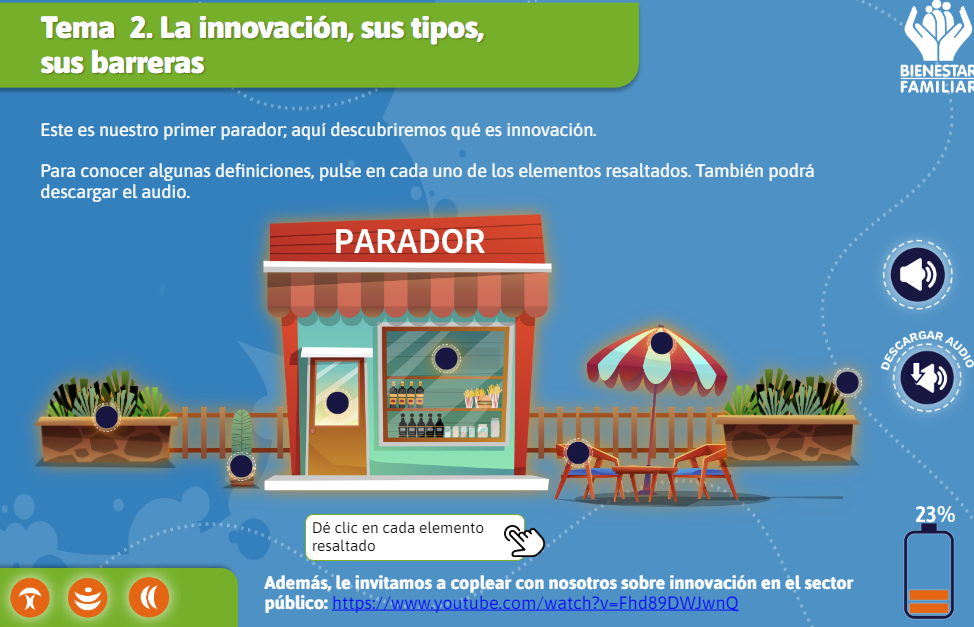 Tema 2. La innovación, sus tipos,
sus barreras
BIENESTAR
FAMILIAR
Este es nuestro primer parador; aquí descubriremos qué es innovación.
Para conocer algunas definiciones, pulse en cada uno de los elementos resaltados. También podrá
descargar el audio.
PARADOR
DESCARGAR AUDIO
23%
Dé clic en cada elemento
resaltado
Además, le invitamos a coplear con nosotros sobre innovación en el sector
público: https://www.youtube.com/watch?v=Fhd89DWJwnQ